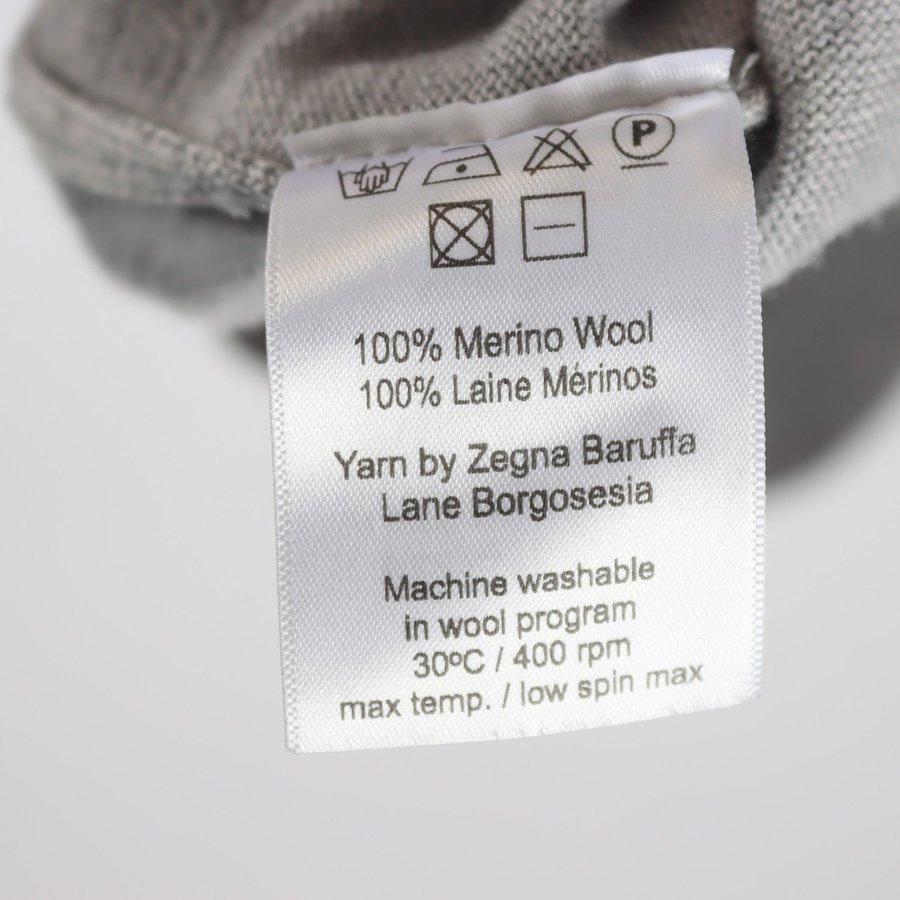 P
100% Merino Wool
100% Laine Mérinos
Yarn by Zegna Baruffa
Lane Borgosesia
Machine washable
in wool program
30ºC / 400 rpm
max temp. / low spin max